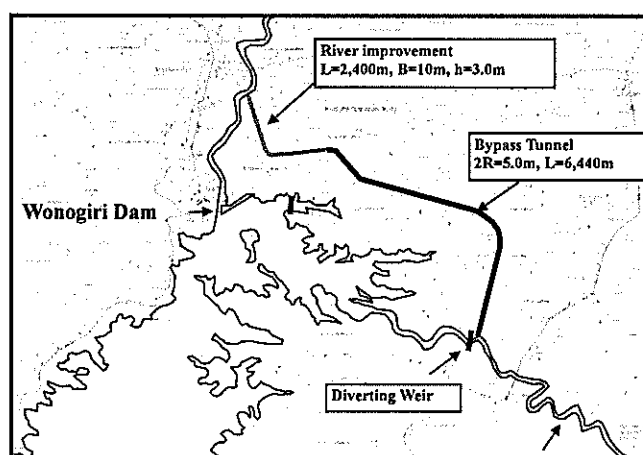 River improvement
L=2,400m, B=10m, h=3.0m
Bypass Tunnel
2R=5.0m, L=6,440m
Wonogiri Dam
Diverting Weir